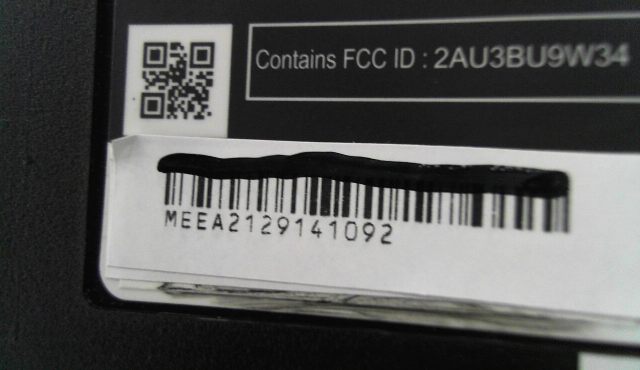 Contains FCC ID : 2AU3BU9W34
MEEA2129141092